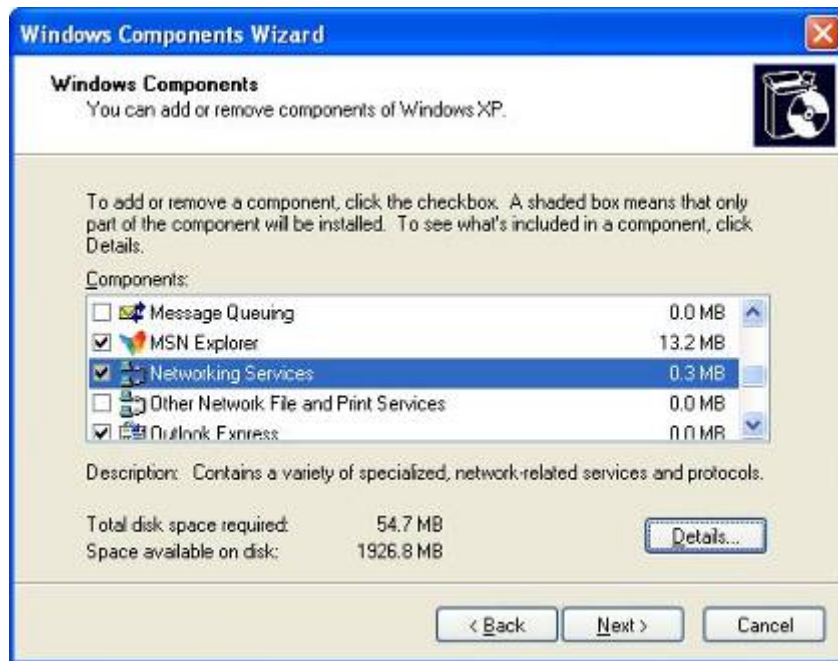 Windows Components Wizard
Windows Components
You can add or remove components of Windows XP.
To add or remove a component, click the checkbox. A shaded box means that only
part of the component will be installed. To see what's included in a component, click
Details.
Components:
Message Queuing 0.0 MB
MSN Explorer 13.2 MB
Networking Services 0.3 MB
Other Network File and Print Services 0.0 MB
Outlook Express 0.0 MB
Description: Contains a variety of specialized, network-related services and protocols.
Total disk space required: 54.7 MB
Space available on disk: 1926.8 MB
Details...
< Back Next > Cancel